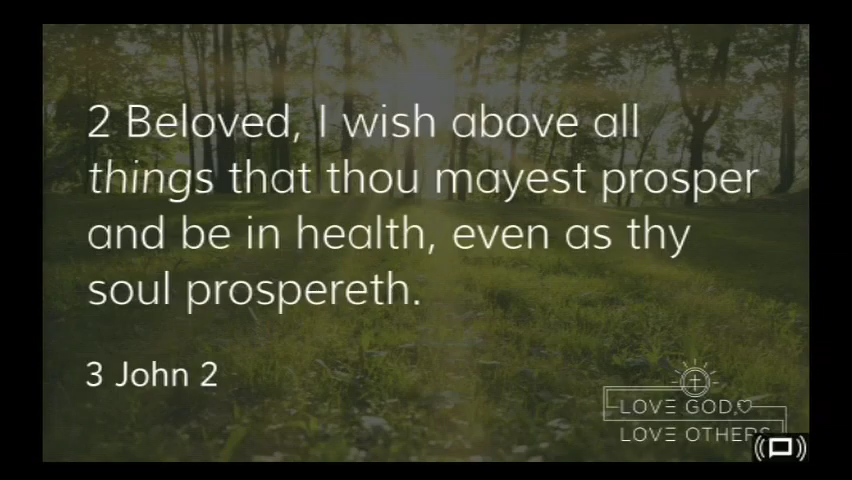 2 Beloved, I wish above all
things that thou mayest prosper
and be in health, even as thy
soul prospereth.
3 John 2
LOVE GOD,
LOVE OTHERS